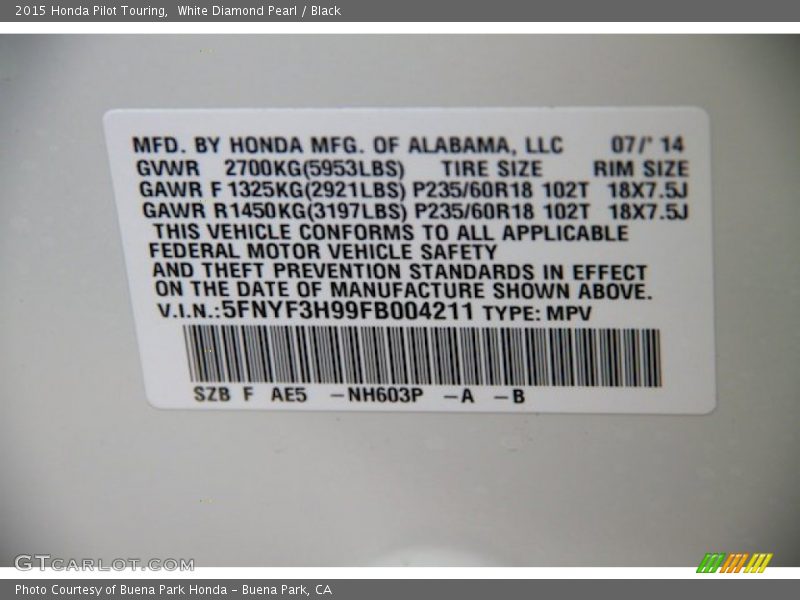 2015 Honda Pilot Touring,  White Diamond Pearl / Black
MFD. BY HONDA MFG. OF ALABAMA, LLC 07/' 14
GVWR 2700KG(5953LBS) TIRE SIZE RIM SIZE
GAWR F 1325KG(2921LBS) P235/60R18 102T 18X7.5J
GAWR R1450KG(3197LBS) P235/60R18 102T 18X7.5J
THIS VEHICLE CONFORMS TO ALL APPLICABLE
FEDERAL MOTOR VEHICLE SAFETY
AND THEFT PREVENTION STANDARDS IN EFFECT
ON THE DATE OF MANUFACTURE SHOWN ABOVE.
V.I.N.:5FNYF3H99FB004211 TYPE: MPV
SZB F AE5 -NH603P -A -B
GTCARLOT.COM
Photo Courtesy of Buena Park Honda - Buena Park, CA